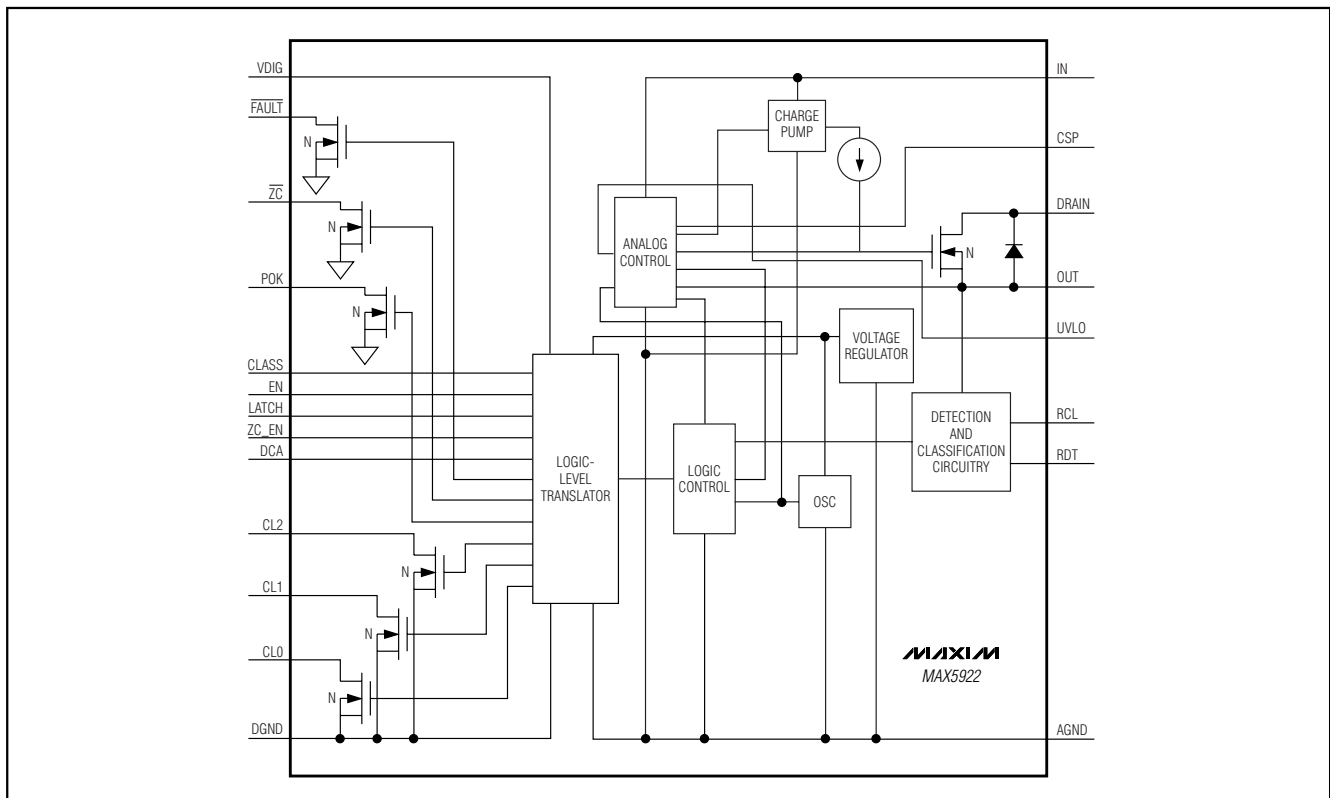 VDIG
FAULT
N
ZC
N
POK
N
CLASS
EN
LATCH
ZC_EN
DCA
CL2
N
CL1
N
CL0
N
DGND
LOGIC-
LEVEL
TRANSLATOR
ANALOG
CONTROL
CHARGE
PUMP
LOGIC
CONTROL
OSC
VOLTAGE
REGULATOR
DETECTION
AND
CLASSIFICATION
CIRCUITRY
N
IN
CSP
DRAIN
OUT
UVLO
RCL
RDT
AGND
MAXIM
MAX5922